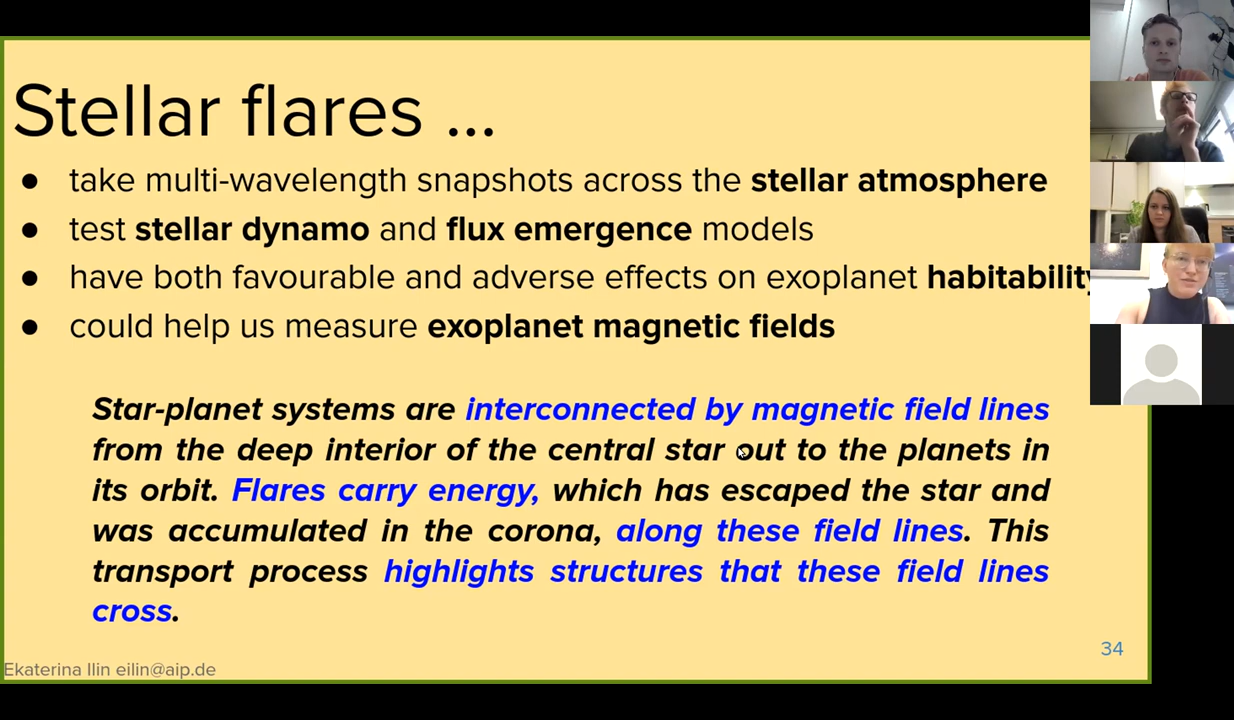 Stellar flares ...
● take multi-wavelength snapshots across the stellar atmosphere
● test stellar dynamo and flux emergence models
● have both favourable and adverse effects on exoplanet habitability
● could help us measure exoplanet magnetic fields
Star-planet systems are interconnected by magnetic field lines
from the deep interior of the central star out to the planets in
its orbit. Flares carry energy, which has escaped the star and
was accumulated in the corona, along these field lines. This
transport process highlights structures that these field lines
cross.
34
Ekaterina Ilin eilin@aip.de